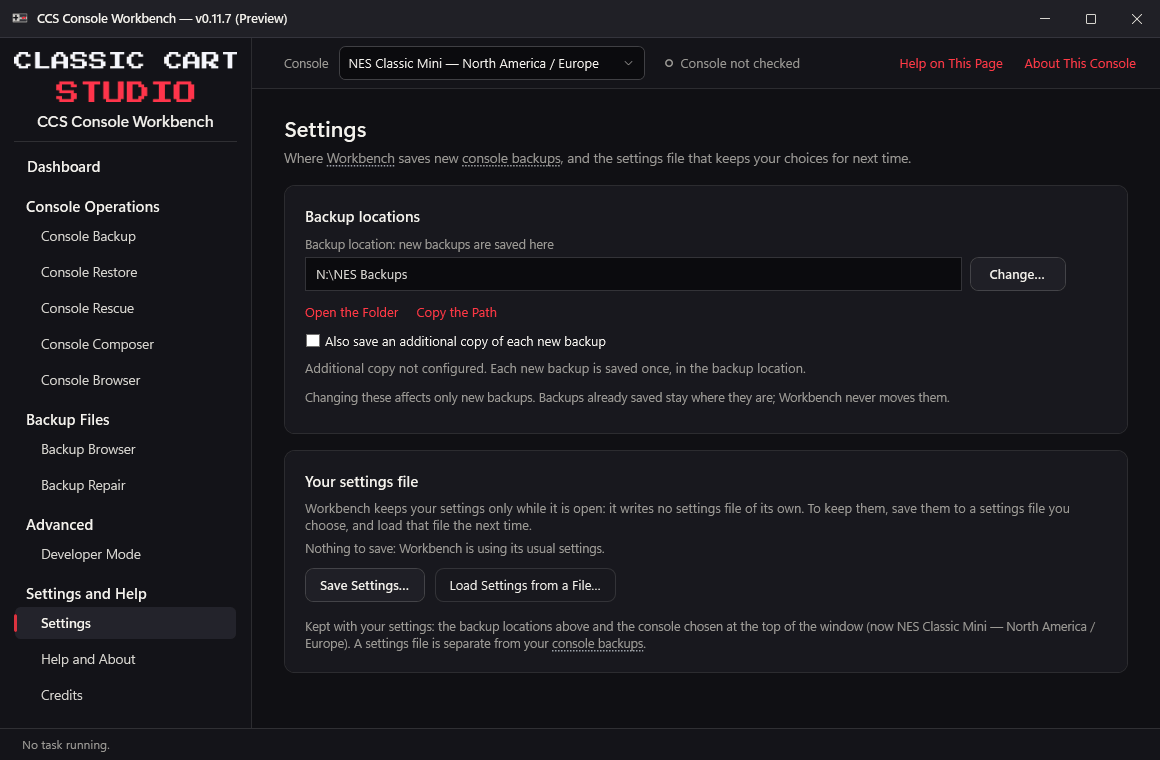 CCS Console Workbench — v0.11.7 (Preview)
CLASSIC CART
STUDIO
CCS Console Workbench
Dashboard
Console Operations
Console Backup
Console Restore
Console Rescue
Console Composer
Console Browser
Backup Files
Backup Browser
Backup Repair
Advanced
Developer Mode
Settings and Help
Settings
Help and About
Credits
Console
NES Classic Mini — North America / Europe
Console not checked
Help on This Page
About This Console
Settings
Where Workbench saves new console backups, and the settings file that keeps your choices for next time.
Backup locations
Backup location: new backups are saved here
N:\NES Backups
Change...
Open the Folder
Copy the Path
Also save an additional copy of each new backup
Additional copy not configured. Each new backup is saved once, in the backup location.
Changing these affects only new backups. Backups already saved stay where they are; Workbench never moves them.
Your settings file
Workbench keeps your settings only while it is open: it writes no settings file of its own. To keep them, save them to a settings file you
choose, and load that file the next time.
Nothing to save: Workbench is using its usual settings.
Save Settings...
Load Settings from a File...
Kept with your settings: the backup locations above and the console chosen at the top of the window (now NES Classic Mini — North America /
Europe). A settings file is separate from your console backups.
No task running.